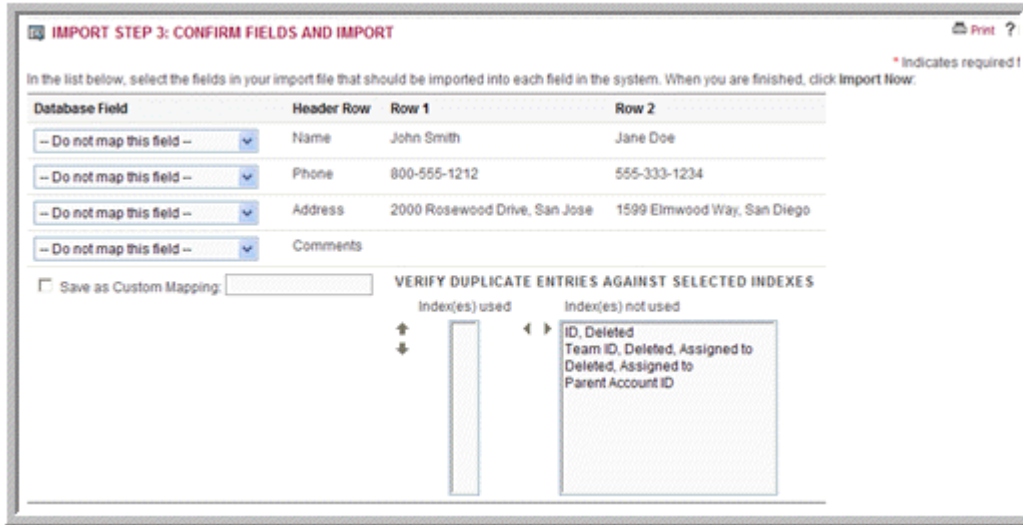 IMPORT STEP 3: CONFIRM FIELDS AND IMPORT
Print ?
* Indicates required f
In the list below, select the fields in your import file that should be imported into each field in the system. When you are finished, click Import Now:
Database Field Header Row Row 1 Row 2
-- Do not map this field -- Name John Smith Jane Doe
-- Do not map this field -- Phone 800-555-1212 555-333-1234
-- Do not map this field -- Address 2000 Rosewood Drive, San Jose 1599 Elmwood Way, San Diego
-- Do not map this field -- Comments
Save as Custom Mapping: VERIFY DUPLICATE ENTRIES AGAINST SELECTED INDEXES
Index(es) used Index(es) not used
ID, Deleted
Team ID, Deleted, Assigned to
Deleted, Assigned to
Parent Account ID